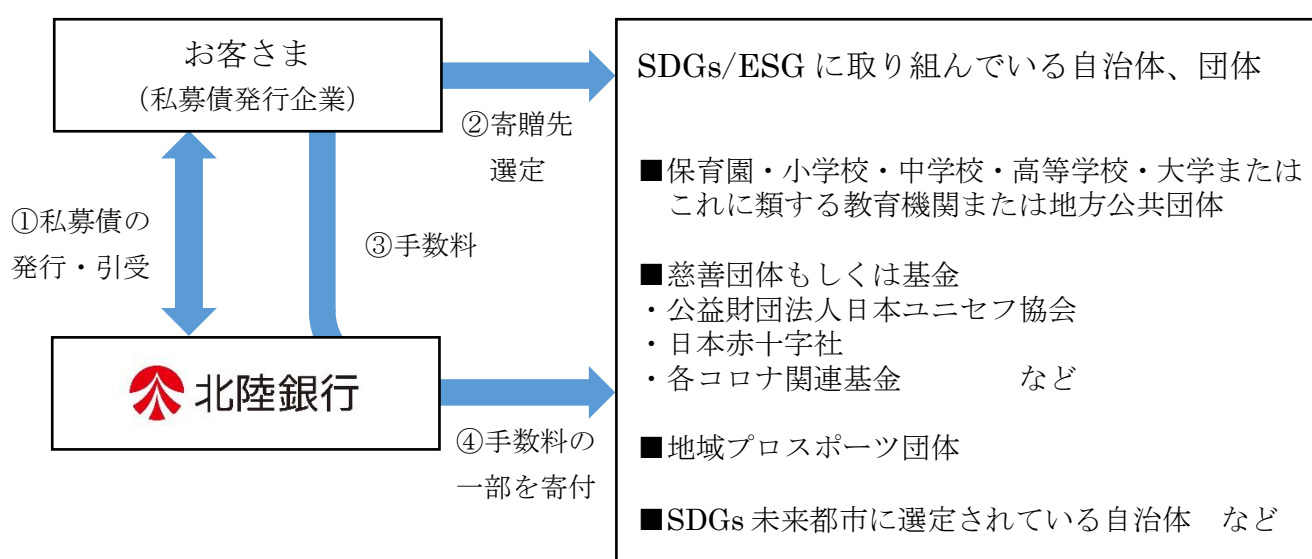 お客さま
（私募債発行企業）
①私募債の
発行・引受
②寄贈先
選定
③手数料
北陸銀行
④手数料の
一部を寄付
SDGs/ESG に取り組んでいる自治体、団体
■保育園・小学校・中学校・高等学校・大学または
これに類する教育機関または地方公共団体
■慈善団体もしくは基金
・公益財団法人日本ユニセフ協会
・日本赤十字社
・各コロナ関連基金　　　　など
■地域プロスポーツ団体
■SDGs 未来都市に選定されている自治体　など